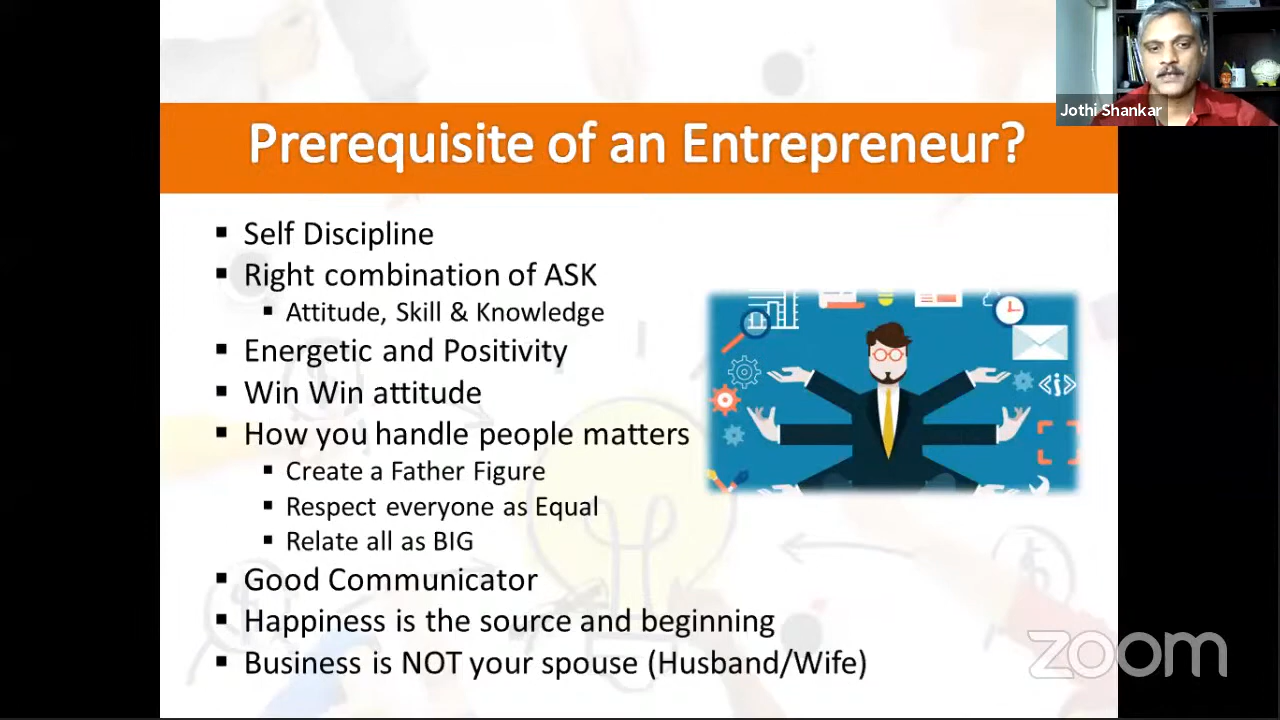 Jothi Shankar
Prerequisite of an Entrepreneur?
▪ Self Discipline
▪ Right combination of ASK
▪ Attitude, Skill & Knowledge
▪ Energetic and Positivity
▪ Win Win attitude
▪ How you handle people matters
▪ Create a Father Figure
▪ Respect everyone as Equal
▪ Relate all as BIG
▪ Good Communicator
▪ Happiness is the source and beginning
▪ Business is NOT your spouse (Husband/Wife)
zoom